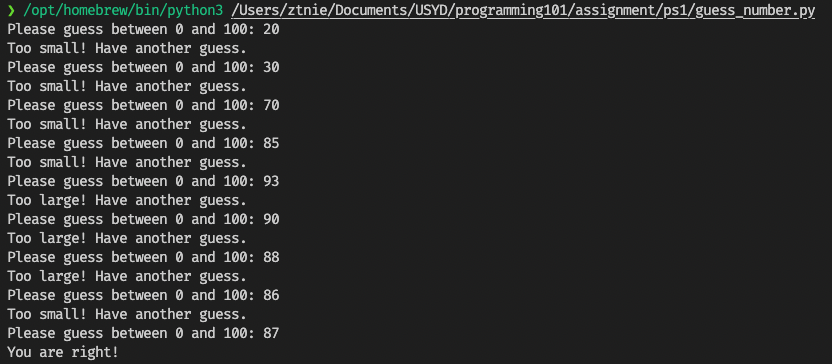 ❯ /opt/homebrew/bin/python3 /Users/ztnie/Documents/USYD/programming101/assignment/ps1/guess_number.py
Please guess between 0 and 100: 20
Too small! Have another guess.
Please guess between 0 and 100: 30
Too small! Have another guess.
Please guess between 0 and 100: 70
Too small! Have another guess.
Please guess between 0 and 100: 85
Too small! Have another guess.
Please guess between 0 and 100: 93
Too large! Have another guess.
Please guess between 0 and 100: 90
Too large! Have another guess.
Please guess between 0 and 100: 88
Too large! Have another guess.
Please guess between 0 and 100: 86
Too small! Have another guess.
Please guess between 0 and 100: 87
You are right!